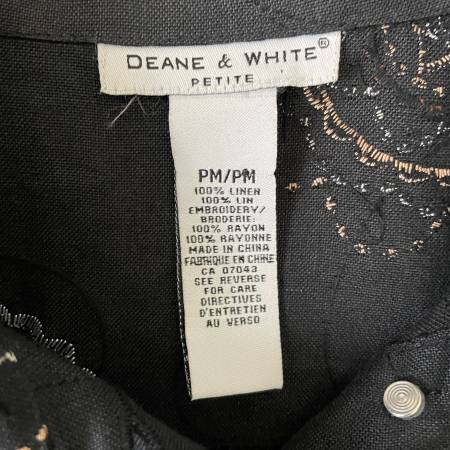 DEANE & WHITE®
PETITE
PM/PM
100% LINEN
100% LIN
EMBROIDERY/
BRODERIE:
100% RAYON
100% RAYONNE
MADE IN CHINA
FABRIQUE EN CHINE
CA 07043
SEE REVERSE
FOR CARE
DIRECTIVES
D'ENTRETIEN
AU VERSO